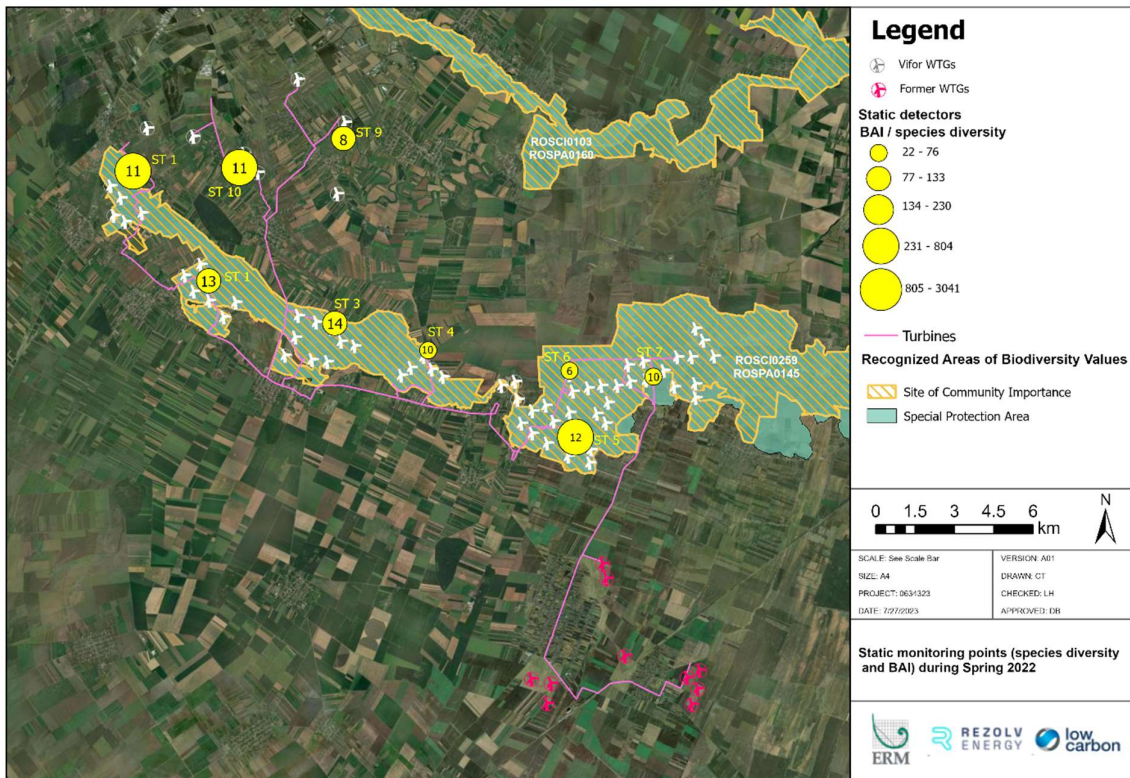 ROSCI0103
ROSPA0160
8
ST 9
11
ST 1
11
ST 10
13
ST 1
14
ST 3
10
ST 4
6
ST 6
10
ST 7
ROSCI0259
ROSPA0145
12
ST 5
Legend
Vifor WTGs
Former WTGs
Static detectors
BAI / species diversity
22 - 76
77 - 133
134 - 230
231 - 804
805 - 3041
Turbines
Recognized Areas of Biodiversity Values
Site of Community Importance
Special Protection Area
0 1.5 3 4.5 6
km
N
SCALE: See Scale Bar
VERSION: A01
SIZE: A4
DRAWN: CT
PROJECT: 0634323
CHECKED: LH
DATE: 7/27/2023
APPROVED: DB
Static monitoring points (species diversity
and BAI) during Spring 2022
ERM
REZOLV
ENERGY
low
carbon